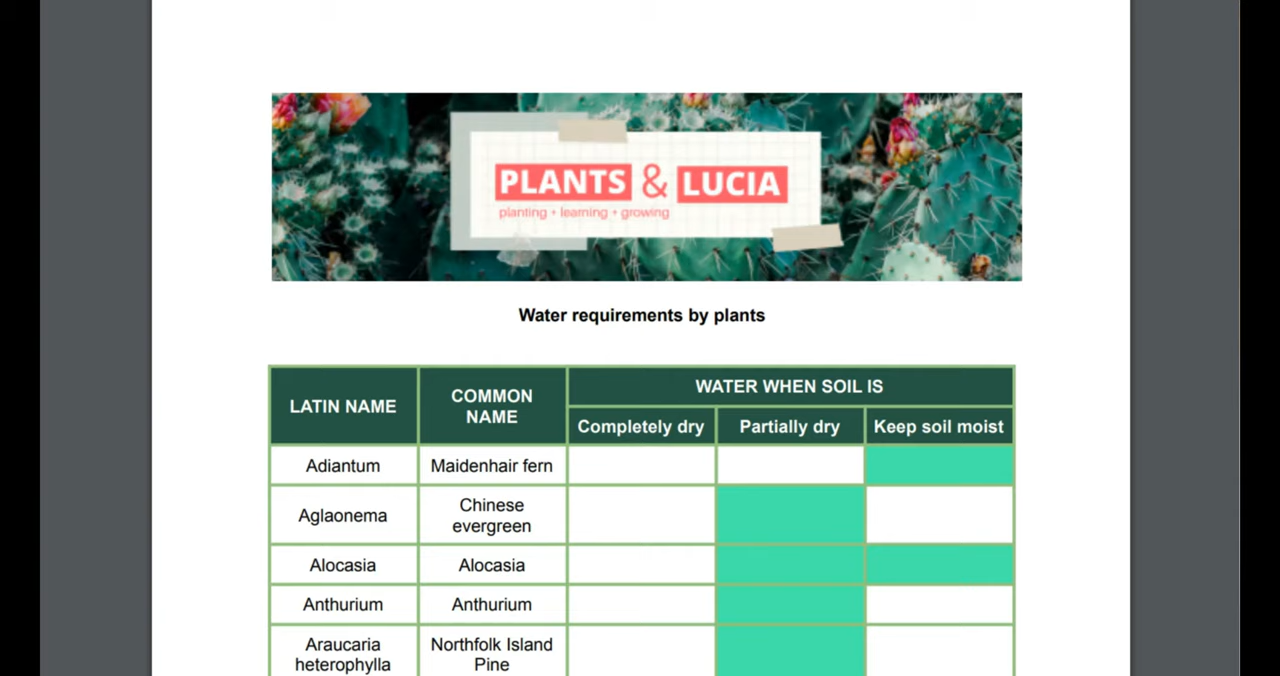 PLANTS & LUCIA
planting + learning + growing
Water requirements by plants
LATIN NAME
COMMON
NAME
WATER WHEN SOIL IS
Completely dry
Partially dry
Keep soil moist
Adiantum
Maidenhair fern
Aglaonema
Chinese
evergreen
Alocasia
Alocasia
Anthurium
Anthurium
Araucaria
heterophylla
Northfolk Island
Pine